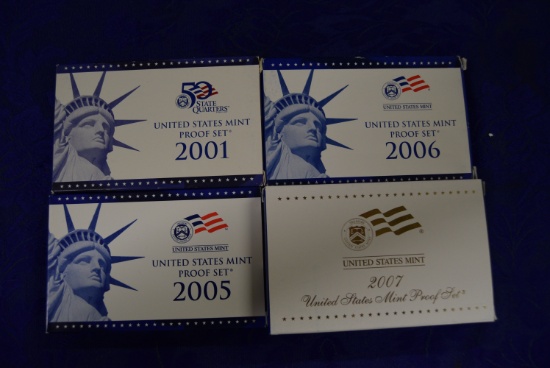 50
STATE
QUARTERS
UNITED STATES MINT
PROOF SET®
2001
UNITED STATES MINT
UNITED STATES MINT
PROOF SET®
2006
UNITED STATES MINT
UNITED STATES MINT
PROOF SET®
2005
UNITED STATES MINT
2007
United States Mint Proof Set®